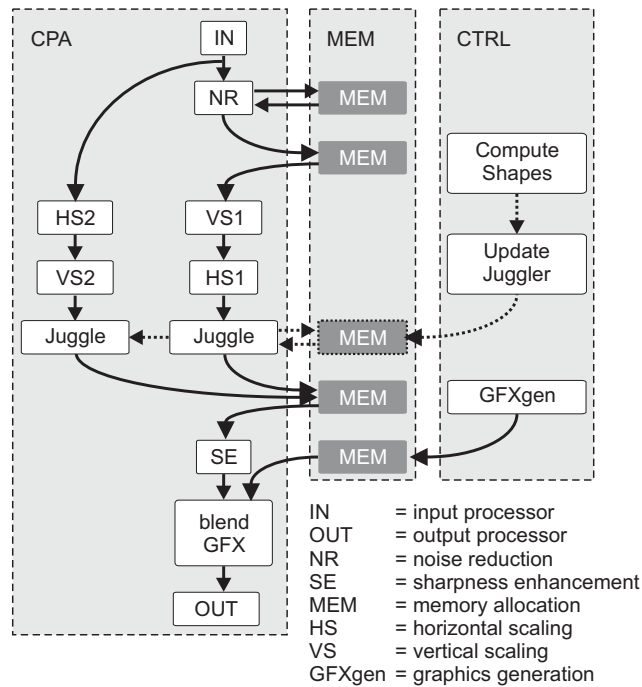 CPA
MEM
CTRL
IN
NR
MEM
MEM
Compute
Shapes
HS2
VS1
Update
Juggler
VS2
HS1
Juggle
Juggle
MEM
MEM
GFXgen
SE
MEM
blend
GFX
OUT
IN = input processor
OUT = output processor
NR = noise reduction
SE = sharpness enhancement
MEM = memory allocation
HS = horizontal scaling
VS = vertical scaling
GFXgen = graphics generation